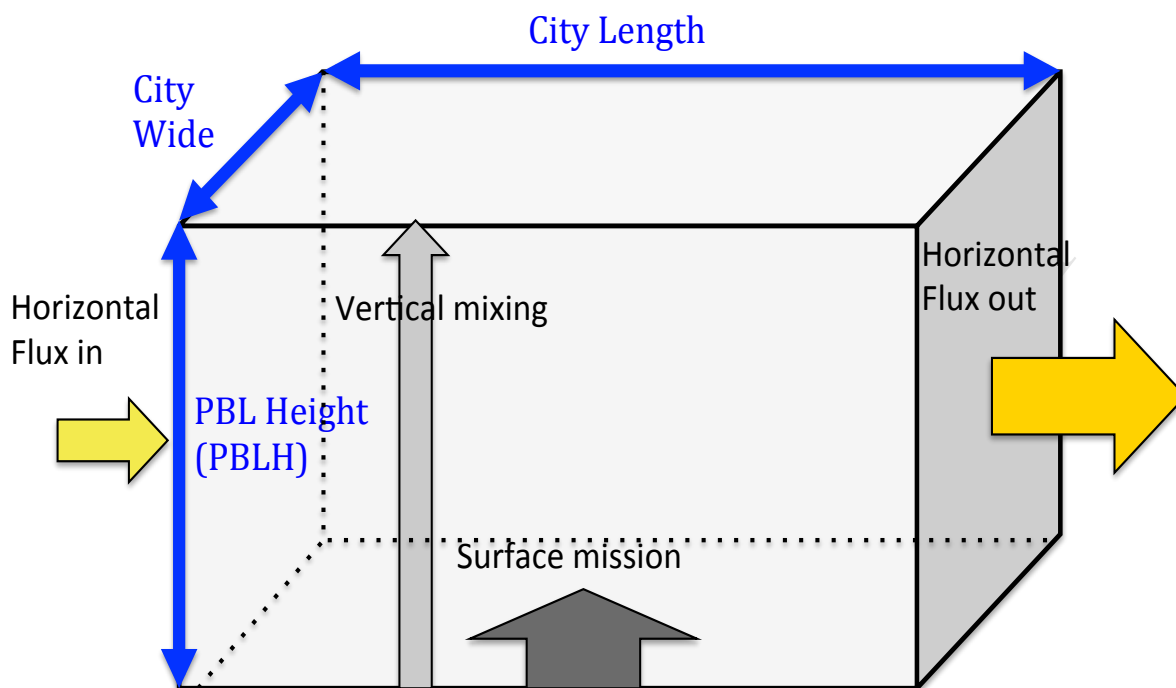 City Length
City
Wide
Horizontal
Flux in
Vertical mixing
Horizontal
Flux out
PBL Height
(PBLH)
Surface mission